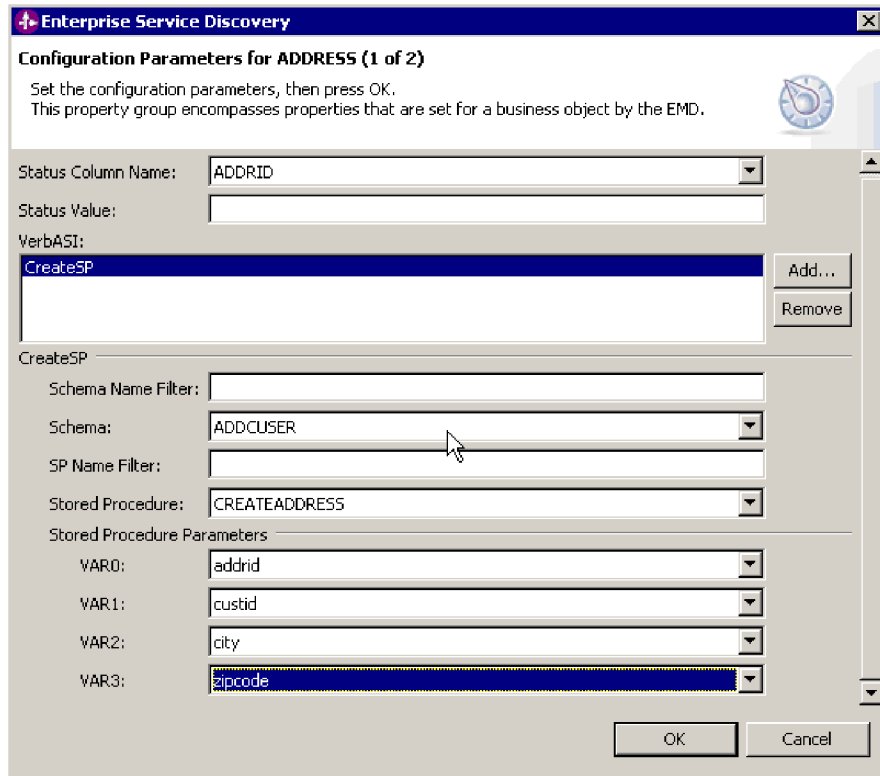 Enterprise Service Discovery
Configuration Parameters for ADDRESS (1 of 2)
Set the configuration parameters, then press OK.
This property group encompasses properties that are set for a business object by the EMD.
Status Column Name: ADDRID
Status Value:
VerbASI:
CreateSP
Add...
Remove
CreateSP
Schema Name Filter:
Schema: ADDCUSER
SP Name Filter:
Stored Procedure: CREATEADDRESS
Stored Procedure Parameters
VAR0: addrid
VAR1: custid
VAR2: city
VAR3: zipcode
OK Cancel